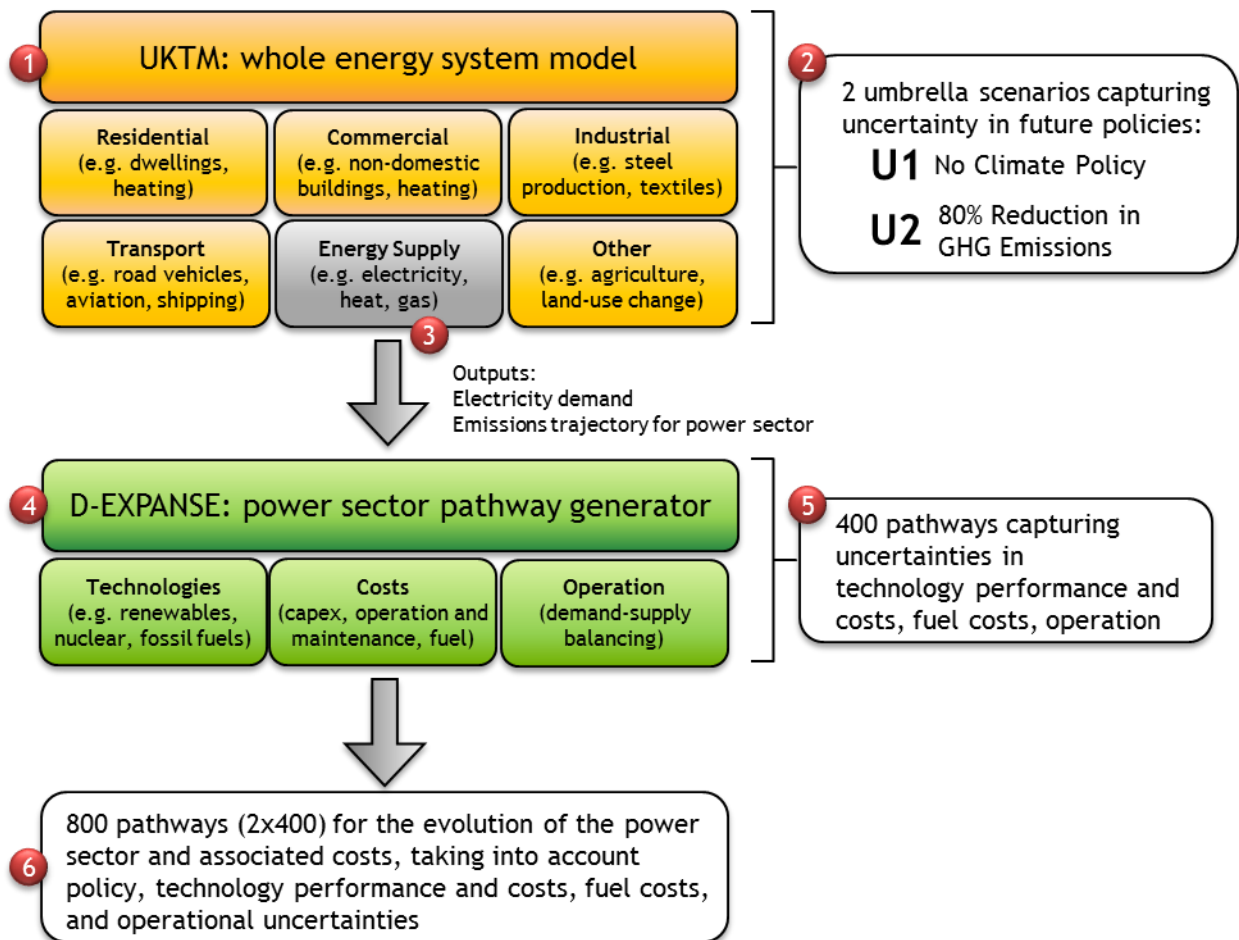 1
UKTM: whole energy system model
Residential
(e.g. dwellings,
heating)
Commercial
(e.g. non-domestic
buildings, heating)
Industrial
(e.g. steel
production, textiles)
Transport
(e.g. road vehicles,
aviation, shipping)
Energy Supply
(e.g. electricity,
heat, gas)
Other
(e.g. agriculture,
land-use change)
2
2 umbrella scenarios capturing
uncertainty in future policies:
U1 No Climate Policy
U2 80% Reduction in
GHG Emissions
3
Outputs:
Electricity demand
Emissions trajectory for power sector
4
D-EXPANSE: power sector pathway generator
Technologies
(e.g. renewables,
nuclear, fossil fuels)
Costs
(capex, operation and
maintenance, fuel)
Operation
(demand-supply
balancing)
5
400 pathways capturing
uncertainties in
technology performance and
costs, fuel costs, operation
6
800 pathways (2x400) for the evolution of the power
sector and associated costs, taking into account
policy, technology performance and costs, fuel costs,
and operational uncertainties